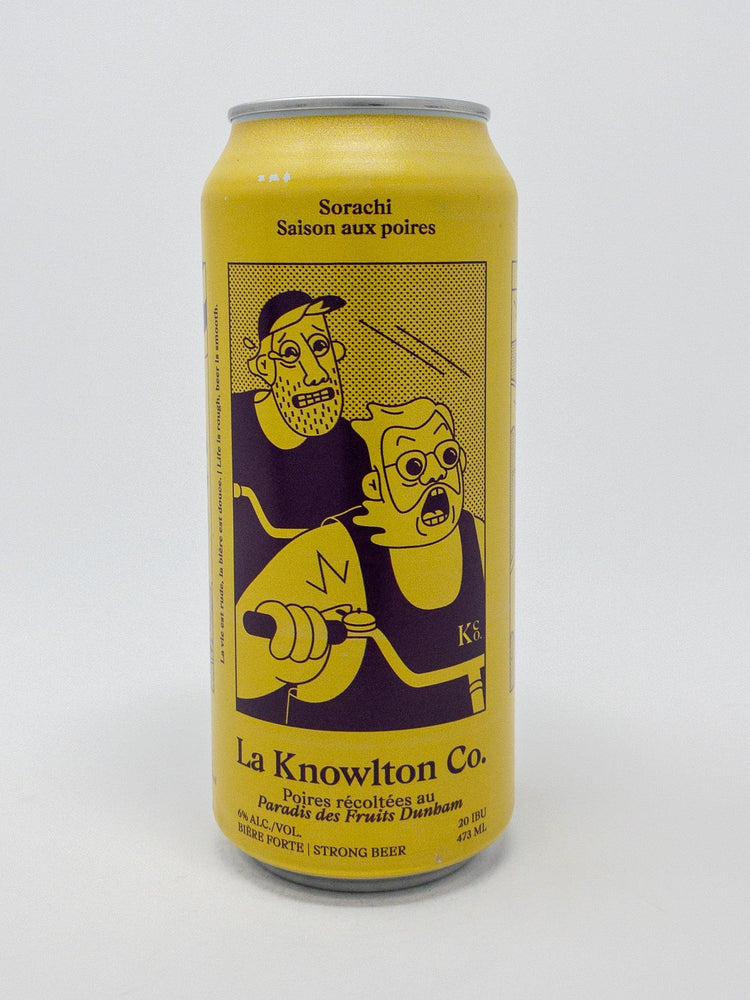 Sorachi
Saison aux poires
La vie est rude, la bière est douce. | Life is rough, beer is smooth.
Kco.
La Knowlton Co.
Poires récoltées au
Paradis des Fruits Dunham
6% ALC./VOL.
BIÈRE FORTE | STRONG BEER
20 IBU
473 ML